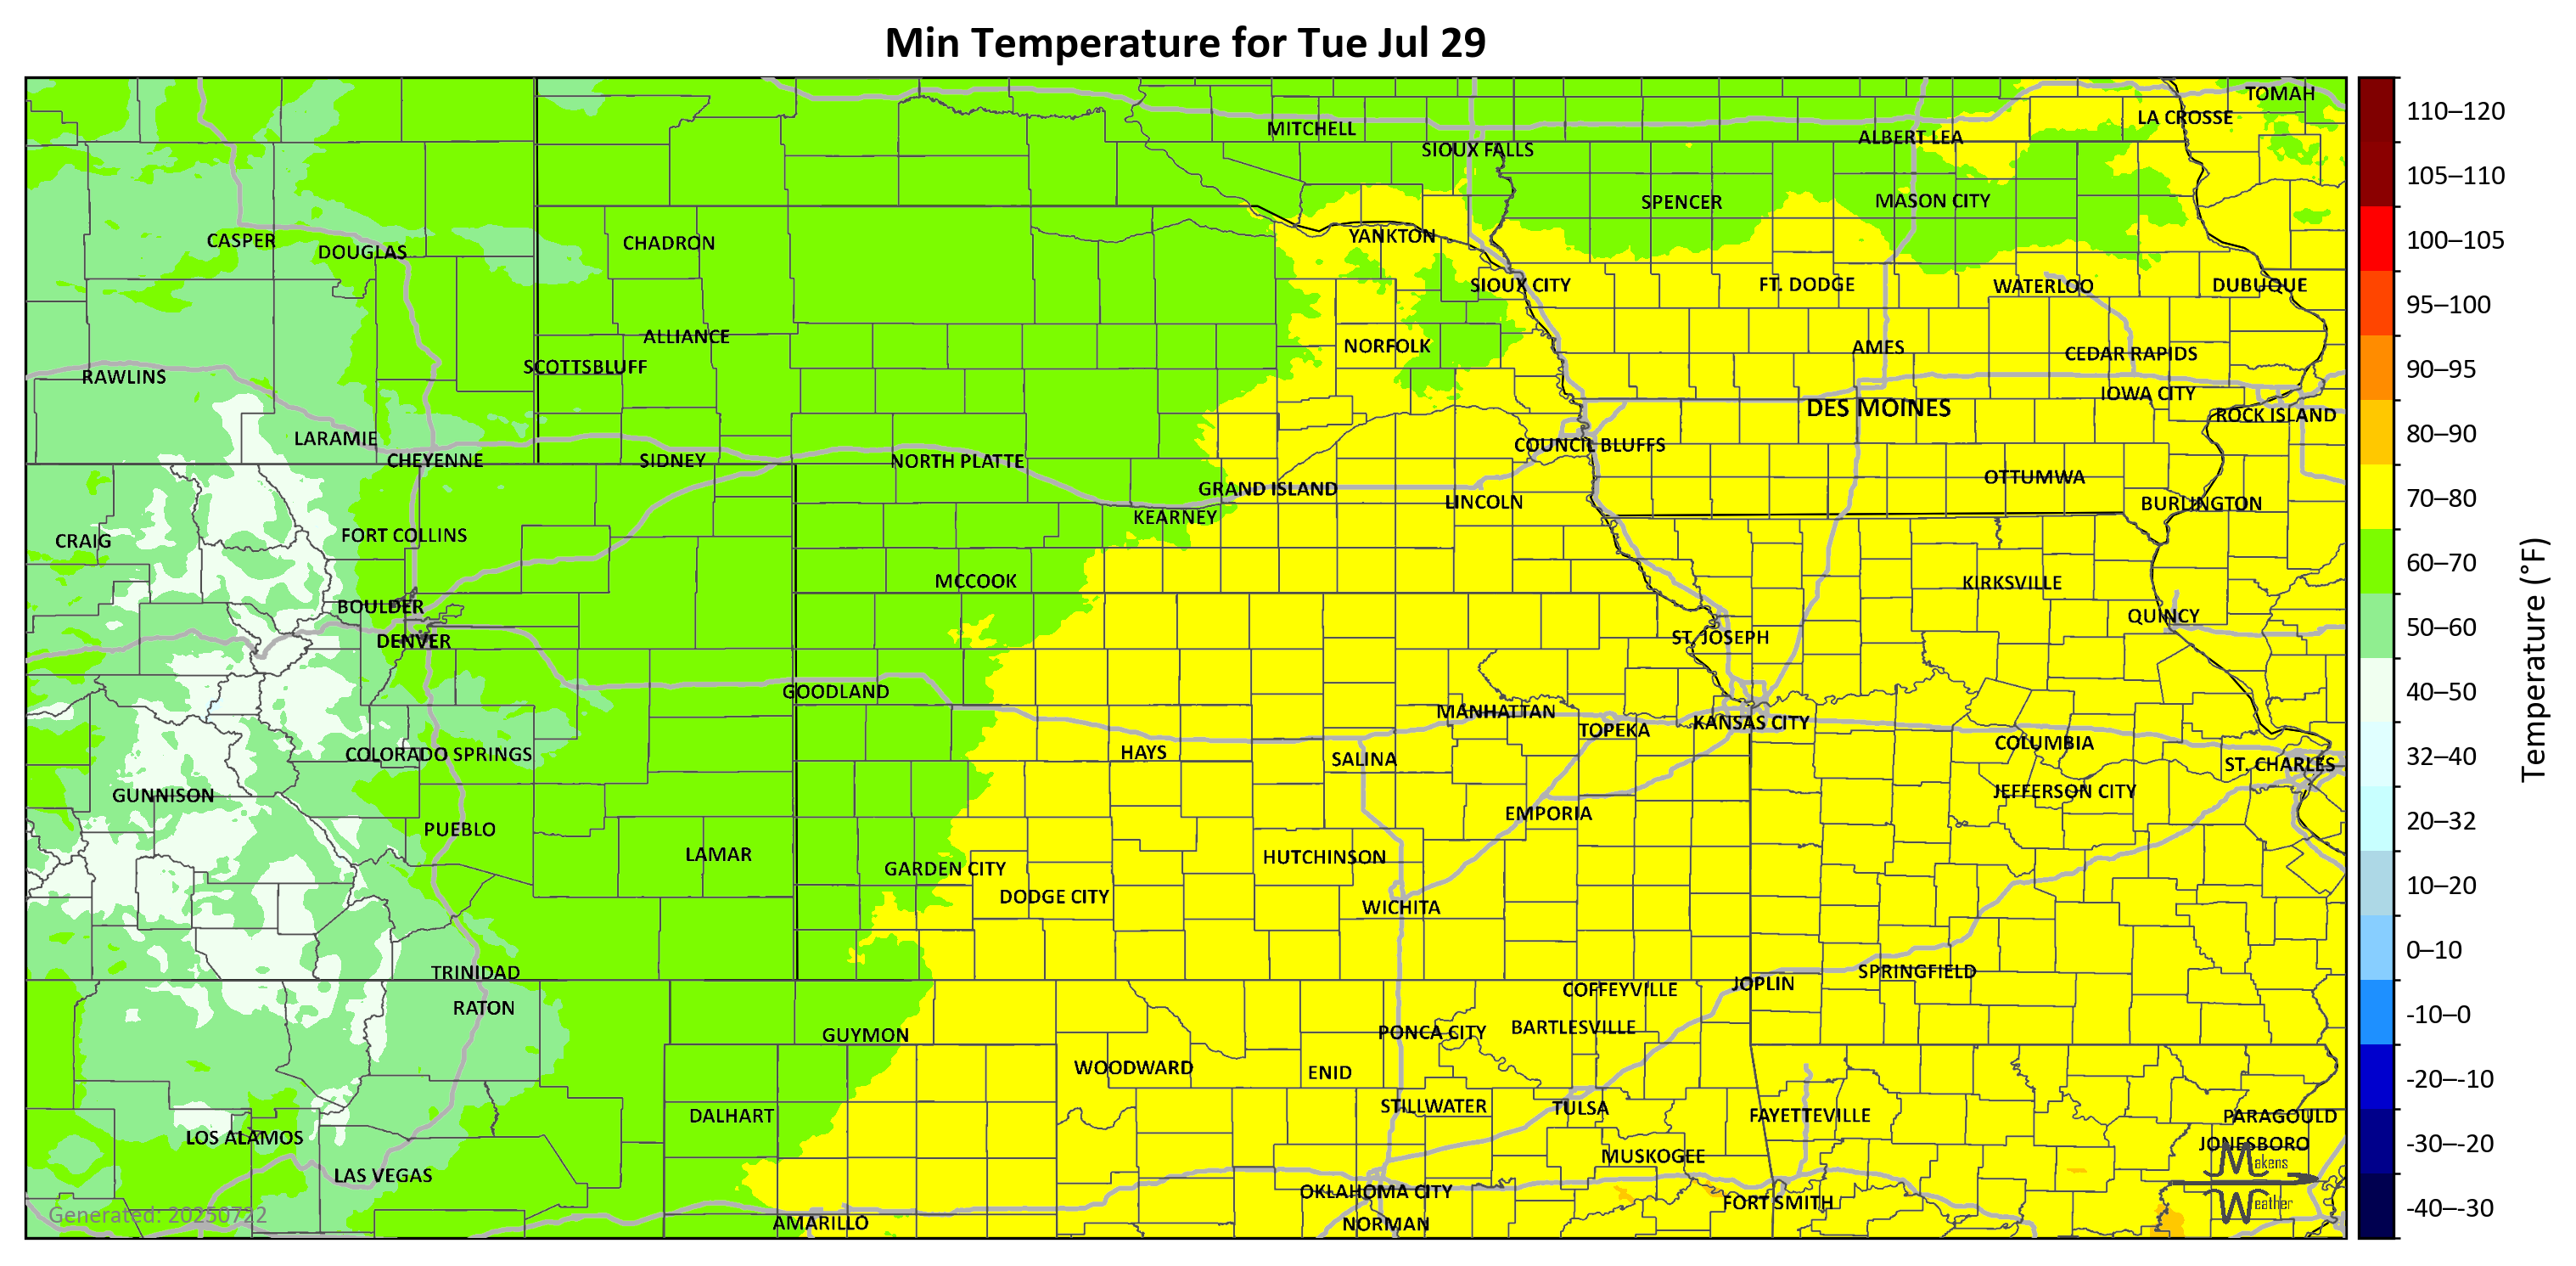 Min Temperature for Tue Jul 29
TOMAH
LA CROSSE
MITCHELL
ALBERT LEA
SIOUX FALLS
SPENCER
MASON CITY
CASPER
DOUGLAS
CHADRON
YANKTON
SIOUX CITY
FT. DODGE
WATERLOO
DUBUQUE
ALLIANCE
NORFOLK
AMES
CEDAR RAPIDS
SCOTTSBLUFF
RAWLINS
IOWA CITY
DES MOINES
ROCK ISLAND
LARAMIE
COUNCIL BLUFFS
CHEYENNE
SIDNEY
NORTH PLATTE
OTTUMWA
GRAND ISLAND
LINCOLN
BURLINGTON
KEARNEY
FORT COLLINS
CRAIG
MCCOOK
KIRKSVILLE
BOULDER
QUINCY
DENVER
ST. JOSEPH
GOODLAND
MANHATTAN
TOPEKA
KANSAS CITY
COLUMBIA
HAYS
SALINA
COLORADO SPRINGS
ST. CHARLES
GUNNISON
JEFFERSON CITY
EMPORIA
PUEBLO
LAMAR
HUTCHINSON
GARDEN CITY
DODGE CITY
WICHITA
TRINIDAD
SPRINGFIELD
JOPLIN
COFFEYVILLE
RATON
BARTLESVILLE
PONCA CITY
GUYMON
WOODWARD
ENID
STILLWATER
TULSA
DALHART
FAYETTEVILLE
PARAGOULD
LOS ALAMOS
JONESBORO
MUSKOGEE
LAS VEGAS
OKLAHOMA CITY
FORT SMITH
AMARILLO
NORMAN
Generated: 20250722
Makens
Weather
110–120
105–110
100–105
95–100
90–95
80–90
70–80
60–70
50–60
40–50
32–40
20–32
10–20
0–10
-10–0
-20–-10
-30–-20
-40–-30
Temperature (°F)